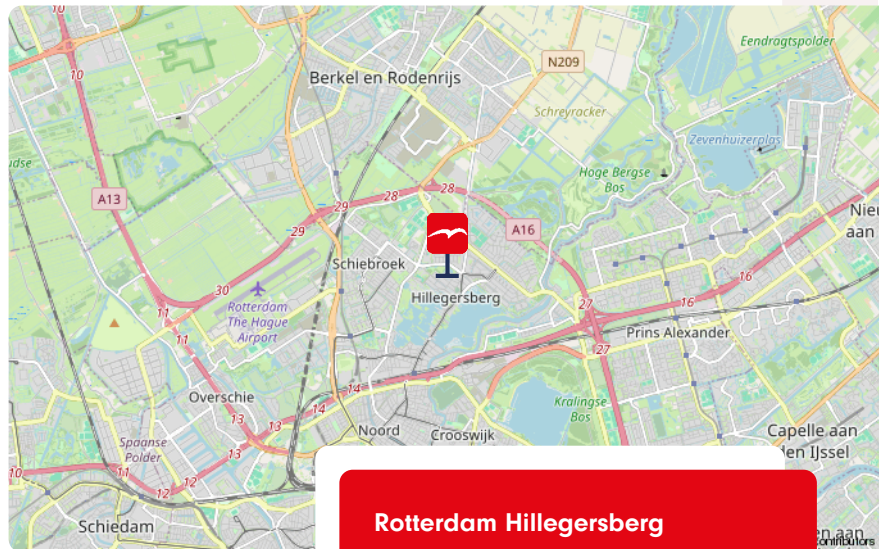 Eendragtspolder
10
N209
Berkel en Rodenrijs
Schreyracker
Zevenhuizerplas
Hoge Bergse
Bos
A13
28
28
29
29
A16
aan
Schiebroek
16
30
Hillegersberg
27
16
Rotterdam
The Hague
Airport
11
11
Prins Alexander
27
14
Overschie
14
13
13
13
Kralingse
Bos
Noord
Crooswijk
Spaanse
Polder
Capelle aan
den IJssel
10
11
12
12
Schiedam
Rotterdam Hillegersberg